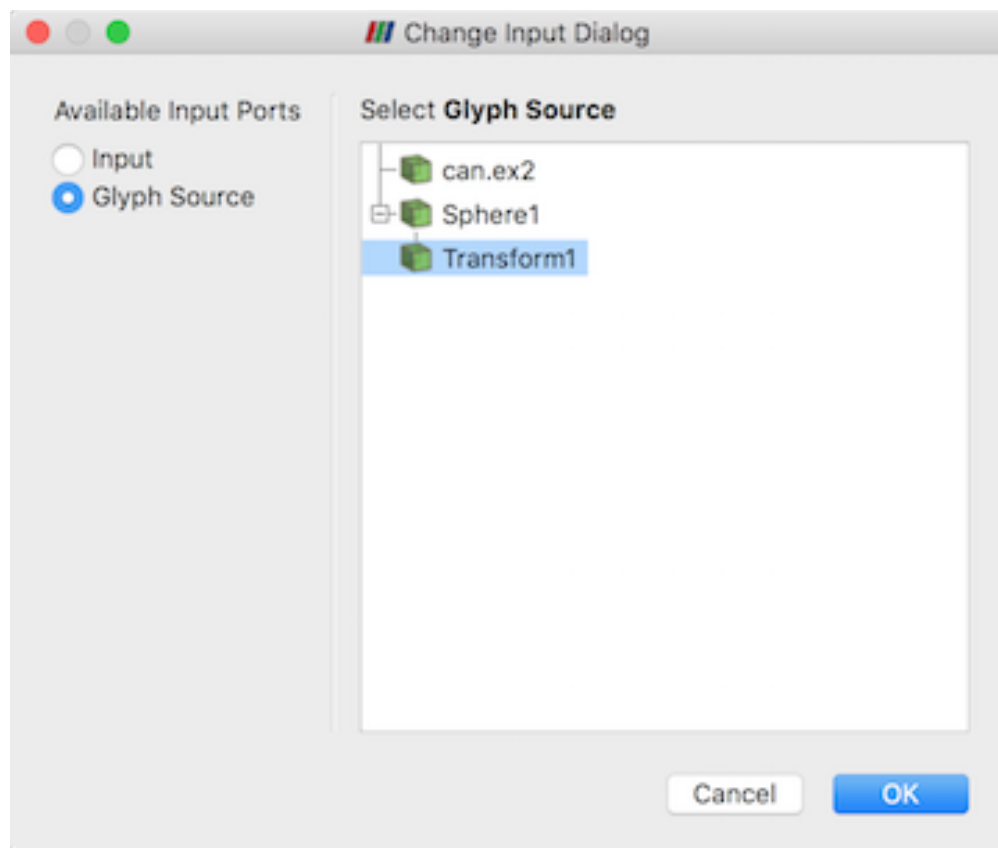 Change Input Dialog
Available Input Ports
Input
Glyph Source
Select Glyph Source
can.ex2
Sphere1
Transform1
Cancel
OK